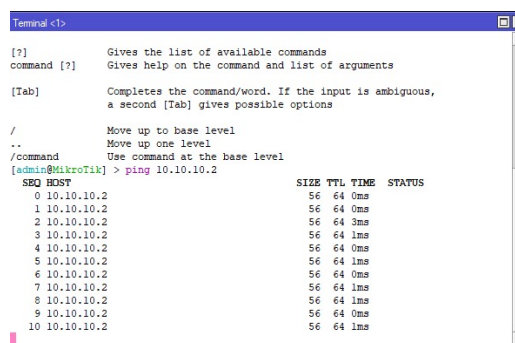 Terminal <1>
[?] Gives the list of available commands
command [?] Gives help on the command and list of arguments
[Tab] Completes the command/word. If the input is ambiguous,
a second [Tab] gives possible options
/ Move up to base level
.. Move up one level
/command Use command at the base level
[admin@MikroTik] > ping 10.10.10.2
SEQ HOST SIZE TTL TIME STATUS
0 10.10.10.2 56 64 0ms
1 10.10.10.2 56 64 0ms
2 10.10.10.2 56 64 3ms
3 10.10.10.2 56 64 1ms
4 10.10.10.2 56 64 0ms
5 10.10.10.2 56 64 1ms
6 10.10.10.2 56 64 0ms
7 10.10.10.2 56 64 1ms
8 10.10.10.2 56 64 1ms
9 10.10.10.2 56 64 0ms
10 10.10.10.2 56 64 1ms